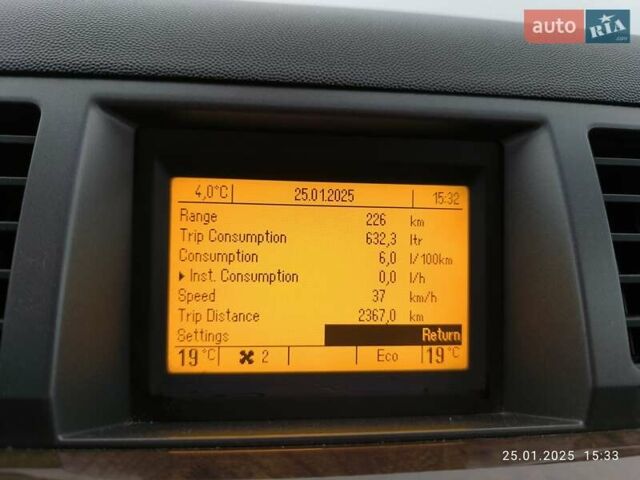 auto RIA .com
4,0°C 25.01.2025 15:32
Range 226 km
Trip Consumption 632,3 ltr
Consumption 6,0 l/100km
Inst. Consumption 0,0 l/h
Speed 37 km/h
Trip Distance 2367,0 km
Settings Return
19 °C 2 Eco 19 °C
25.01.2025 15:33